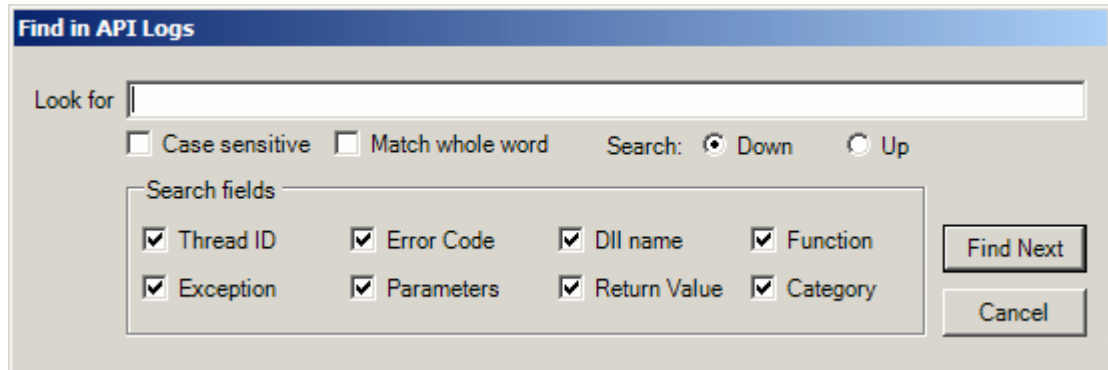 Find in API Logs
Look for
Case sensitive Match whole word Search: Down Up
Search fields
Thread ID Error Code Dll name Function
Find Next
Exception Parameters Return Value Category
Cancel